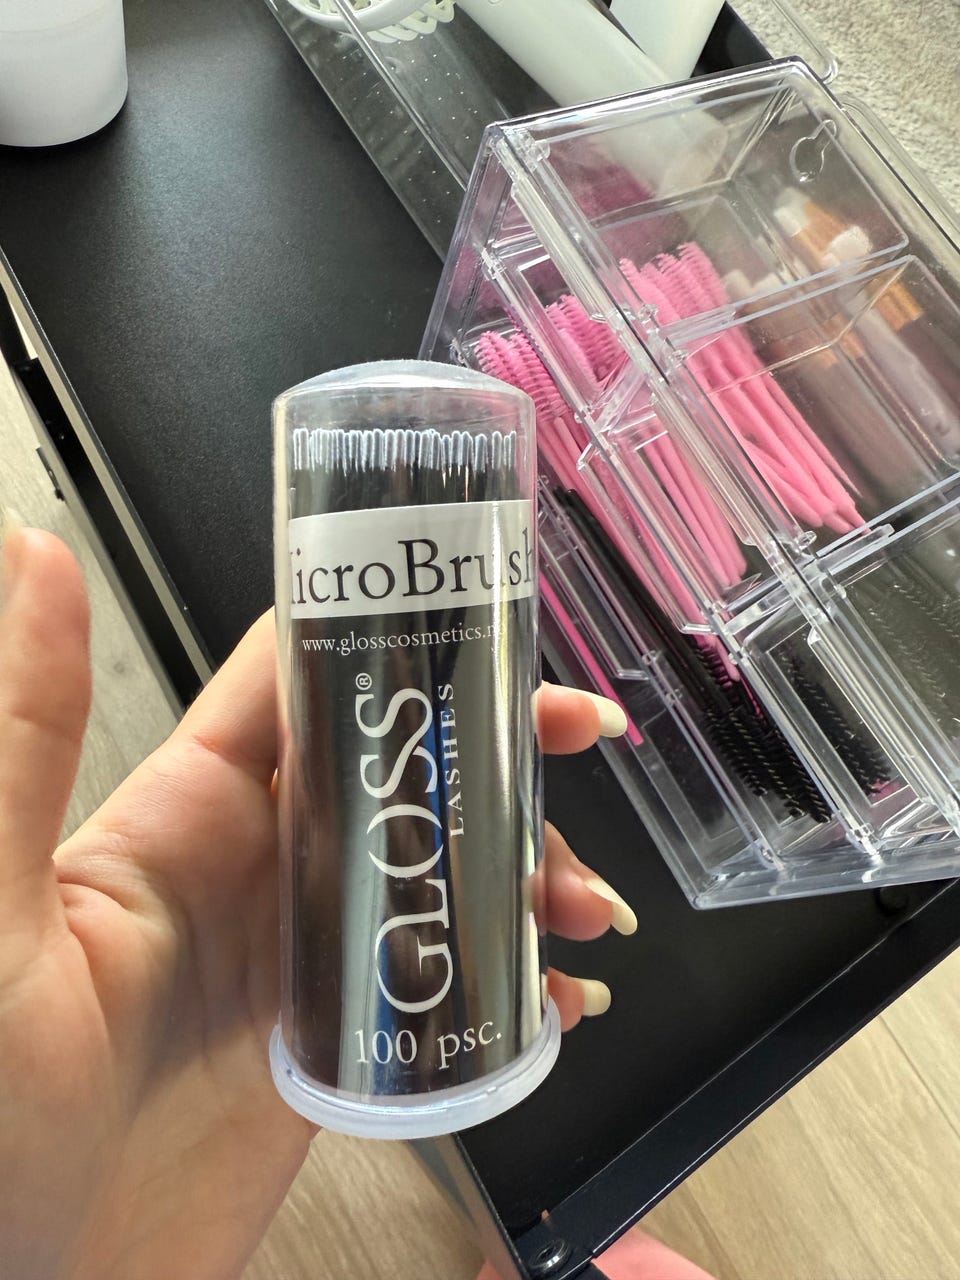 icroBrush
www.glosscosmetics.n
GLOSS®
LASHES
100 psc.